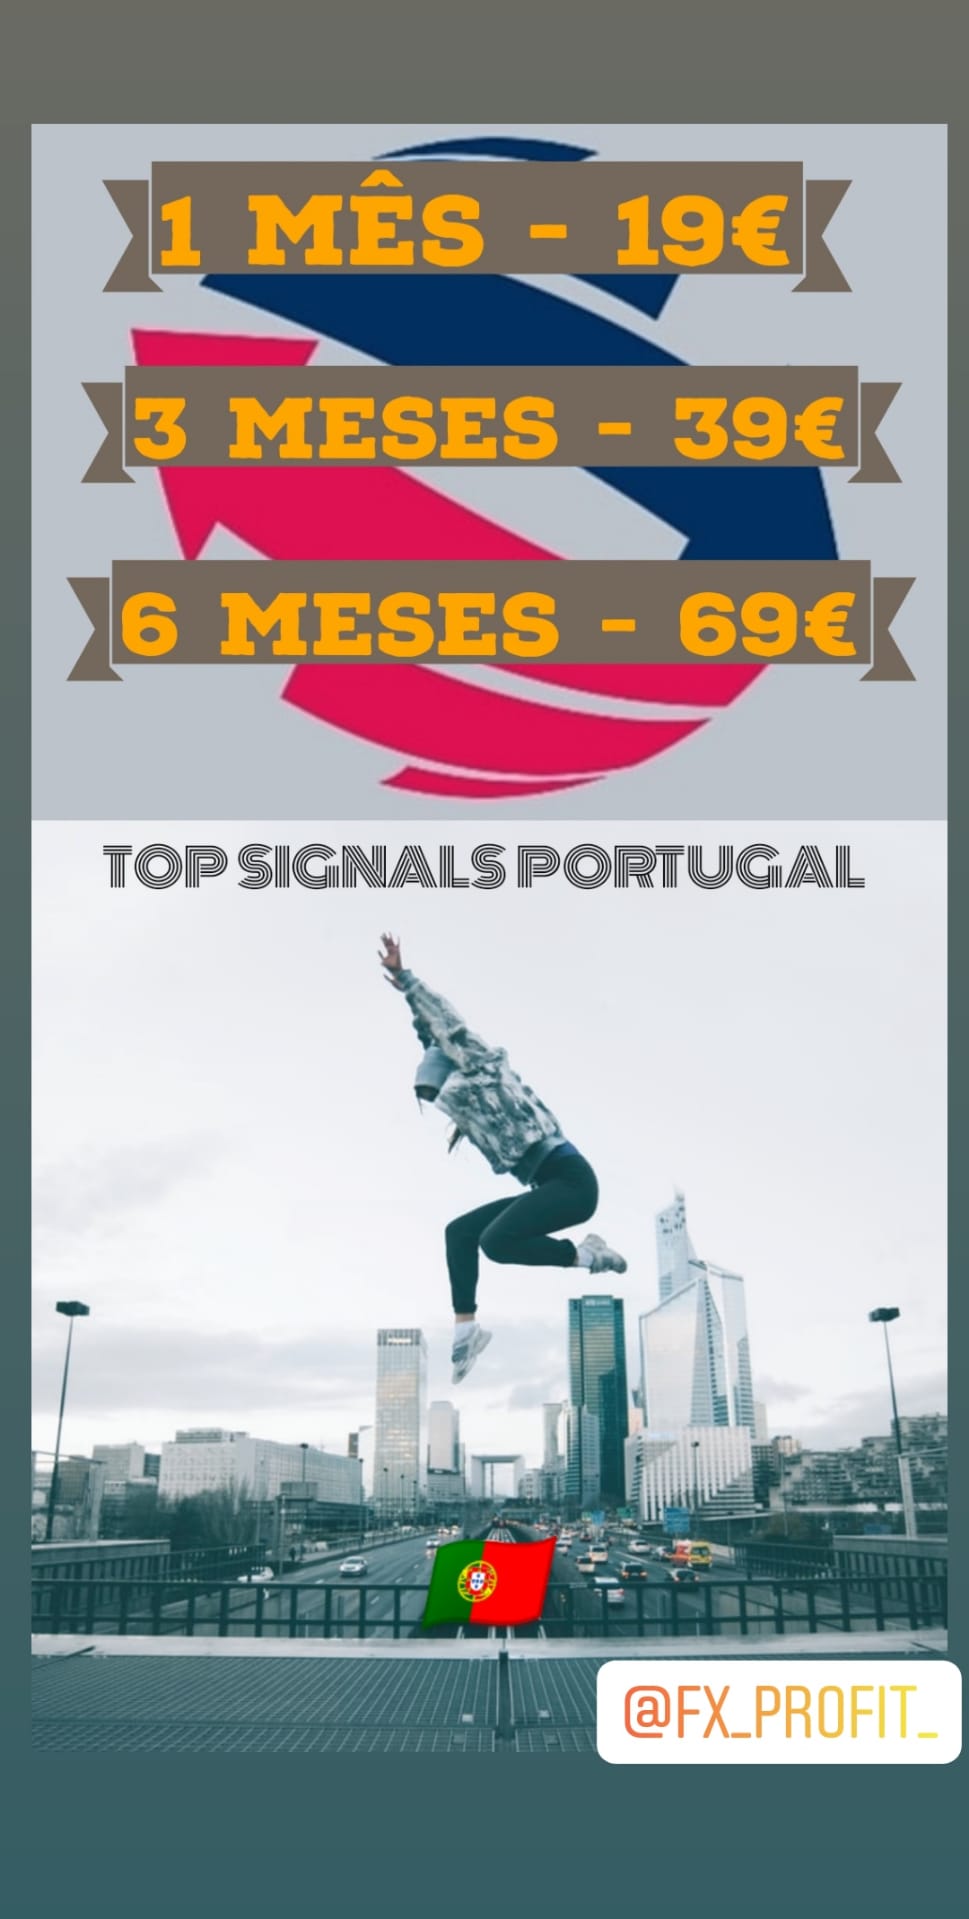 1 MÊS - 19€
3 MESES - 39€
6 MESES - 69€
TOP SIGNALS PORTUGAL
@FX_PROFIT_